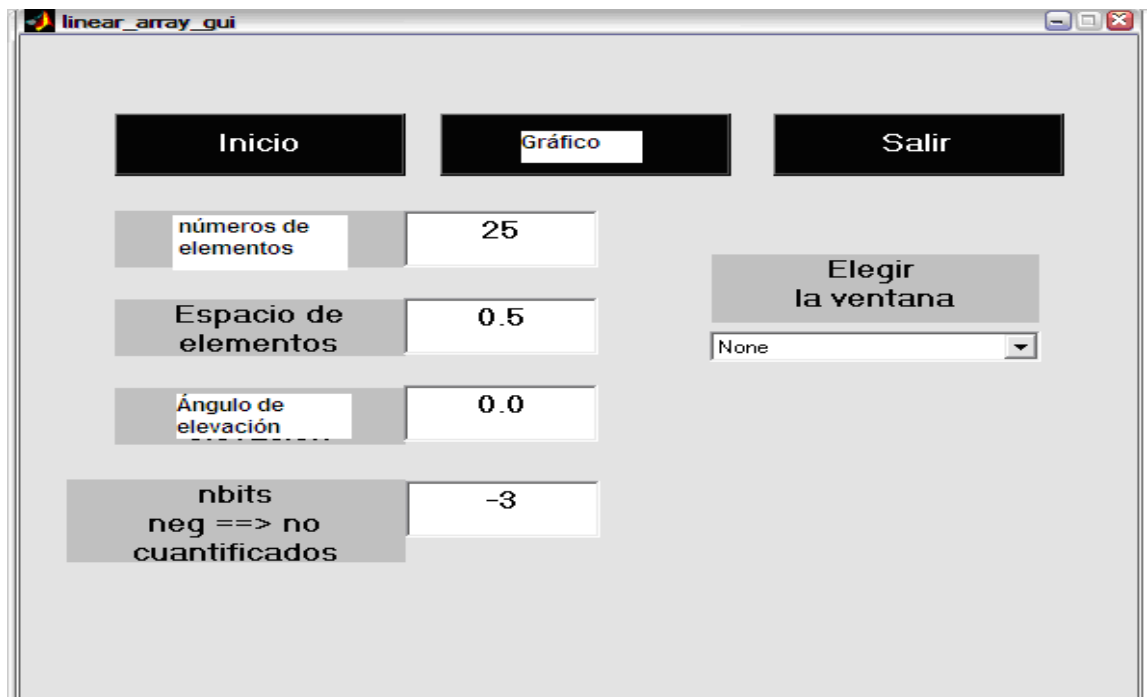 linear_array_gui
Inicio
Gráfico
Salir
números de
elementos
25
Espacio de
elementos
0.5
Ángulo de
elevación
0.0
nbits
neg ==> no
cuantificados
-3
Elegir
la ventana
None